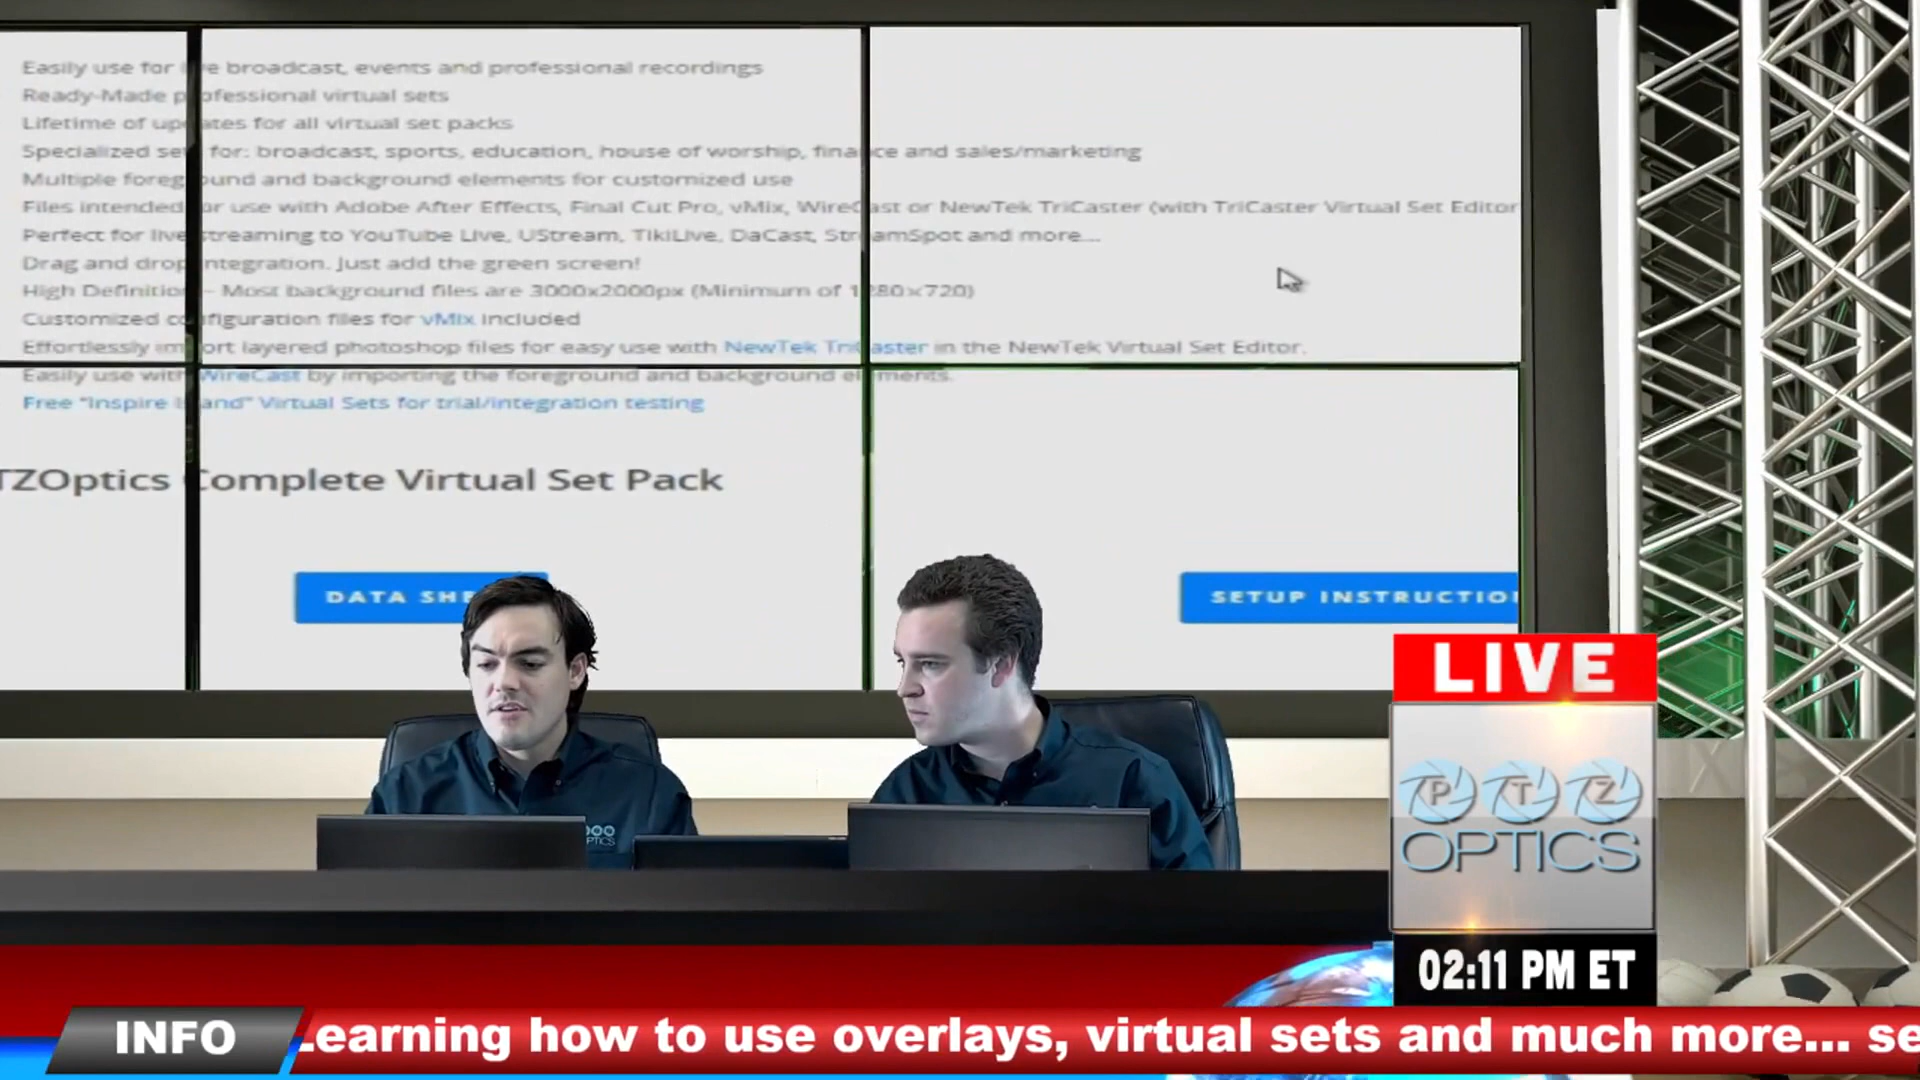 Easily use for live broadcast, events and professional recordings
Ready-Made professional virtual sets
Lifetime of updates for all virtual set packs
Specialized sets for: broadcast, sports, education, house of worship, finance and sales/marketing
Multiple foreground and background elements for customized use
Files intended for use with Adobe After Effects, Final Cut Pro, vMix, WireCast or NewTek TriCaster (with TriCaster Virtual Set Editor
Perfect for live streaming to YouTube Live, UStream, TikiLive, DaCast, StreamSpot and more...
Drag and drop integration. Just add the green screen!
High Definition - Most background files are 3000x2000px (Minimum of 1280×720)
Customized configuration files for vMix included
Effortlessly import layered photoshop files for easy use with NewTek TriCaster in the NewTek Virtual Set Editor.
Easily use with WireCast by importing the foreground and background elements.
Free "Inspire Island" Virtual Sets for trial/integration testing
TZOptics Complete Virtual Set Pack
DATA SHE
SETUP INSTRUCTIO
LIVE
PTZ
OPTICS
02:11 PM ET
OPTICS
INFO
Learning how to use overlays, virtual sets and much more... se